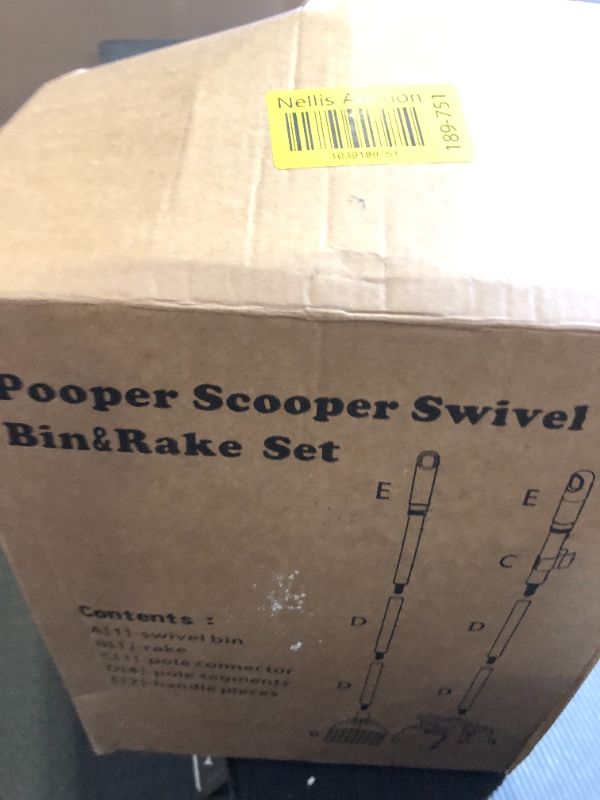 Nellis
189-751
1039189751
Pooper Scooper Swivel
Bin&Rake Set
E
E
C
D
D
D
D
Contents :
A[1]-swivel bin
B[1]-rake
C[1]-pole connector
D[4]-pole segments
E[2]-handle pieces